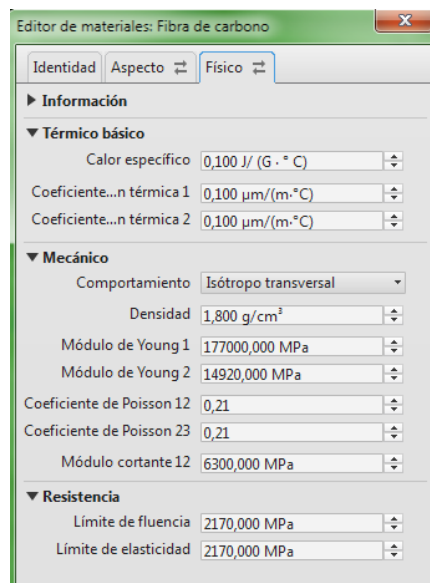 Editor de materiales: Fibra de carbono
Identidad Aspecto Físico
Información
Térmico básico
Calor específico 0,100 J/ (G · ° C)
Coeficiente...n térmica 1 0,100 µm/(m·°C)
Coeficiente...n térmica 2 0,100 µm/(m·°C)
Mecánico
Comportamiento Isótropo transversal
Densidad 1,800 g/cm³
Módulo de Young 1 177000,000 MPa
Módulo de Young 2 14920,000 MPa
Coeficiente de Poisson 12 0,21
Coeficiente de Poisson 23 0,21
Módulo cortante 12 6300,000 MPa
Resistencia
Límite de fluencia 2170,000 MPa
Límite de elasticidad 2170,000 MPa